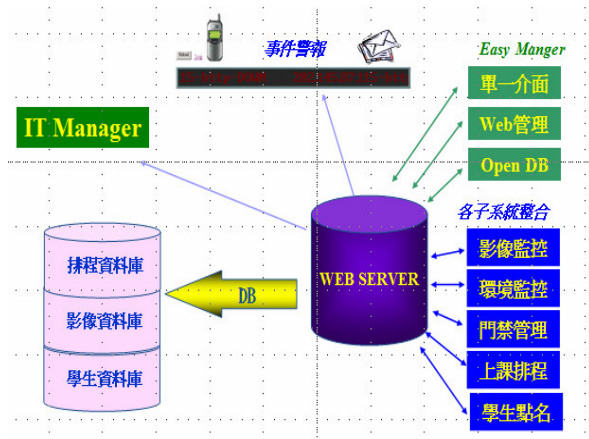 事件警報
Easy Manger
單一介面
IT Manager
Web管理
Open DB
各子系統整合
影像監控
排程資料庫
WEB SERVER
環境監控
DB
影像資料庫
門禁管理
上課排程
學生資料庫
學生點名